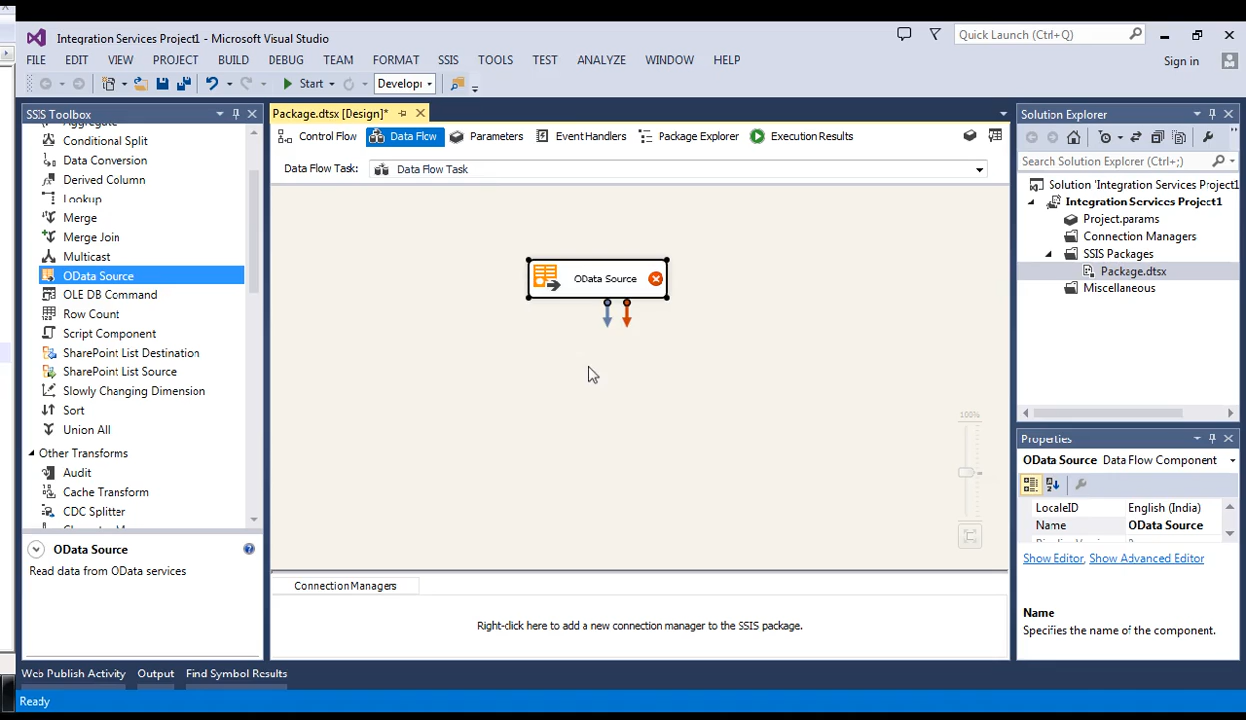 Integration Services Project1 - Microsoft Visual Studio
Quick Launch (Ctrl+Q)
FILE EDIT VIEW PROJECT BUILD DEBUG TEAM FORMAT SSIS TOOLS TEST ANALYZE WINDOW HELP
Sign in
Start
Developi
SSIS Toolbox
Aggregate
Conditional Split
Data Conversion
Derived Column
Lookup
Merge
Merge Join
Multicast
OData Source
OLE DB Command
Row Count
Script Component
SharePoint List Destination
SharePoint List Source
Slowly Changing Dimension
Sort
Union All
Other Transforms
Audit
Cache Transform
CDC Splitter
OData Source
Read data from OData services
Package.dtsx [Design]*
Control Flow
Data Flow
Parameters
Event Handlers
Package Explorer
Execution Results
Data Flow Task:
Data Flow Task
OData Source
100%
Connection Managers
Right-click here to add a new connection manager to the SSIS package.
Solution Explorer
Search Solution Explorer (Ctrl+;)
Solution 'Integration Services Project1
Integration Services Project1
Project.params
Connection Managers
SSIS Packages
Package.dtsx
Miscellaneous
Properties
OData Source Data Flow Component
LocaleID English (India)
Name OData Source
Show Editor, Show Advanced Editor
Name
Specifies the name of the component.
Web Publish Activity Output Find Symbol Results
Ready